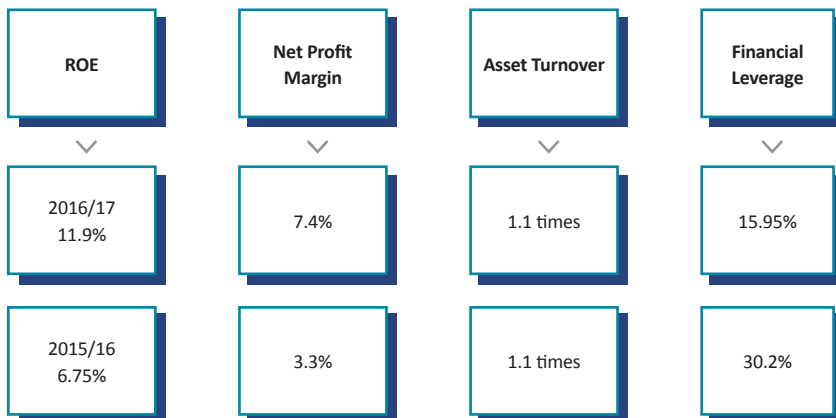 ROE
Net Profit
Margin
Asset Turnover
Financial
Leverage
2016/17
11.9%
7.4%
1.1 times
15.95%
2015/16
6.75%
3.3%
1.1 times
30.2%